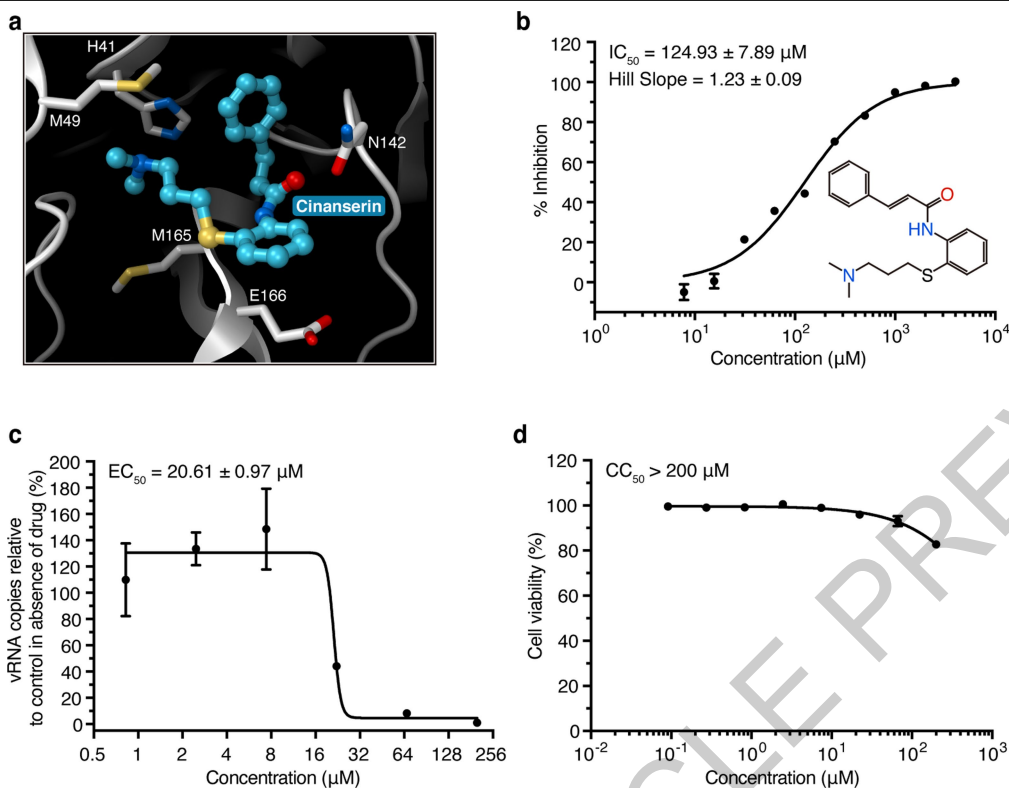 a
H41
M49
N142
Cinanserin
M165
E166
b
IC50 = 124.93 ± 7.89 μM
Hill Slope = 1.23 ± 0.09
% Inhibition
120
100
80
60
40
20
0
O
HN
N
S
10^0
10^1
10^2
10^3
10^4
Concentration (μM)
c
EC50 = 20.61 ± 0.97 μM
vRNA copies relative
to control in absence of drug (%)
200
180
160
140
120
100
80
60
40
20
0
0.5 1 2 4 8 16 32 64 128 256
Concentration (μM)
d
CC50 > 200 μM
Cell viability (%)
120
100
80
60
40
20
0
10^-2
10^-1
10^0
10^1
10^2
10^3
Concentration (μM)